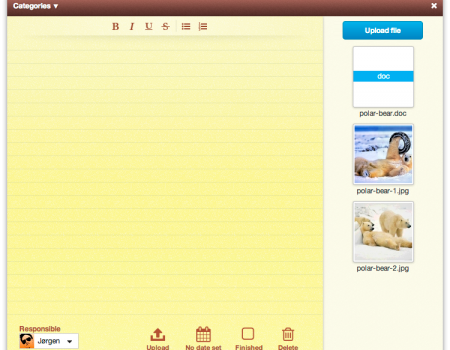 Categories ▾ ×
B I U S
Upload file
doc
polar-bear.doc
polar-bear-1.jpg
polar-bear-2.jpg
Responsible
Jørgen
Upload No date set Finished Delete